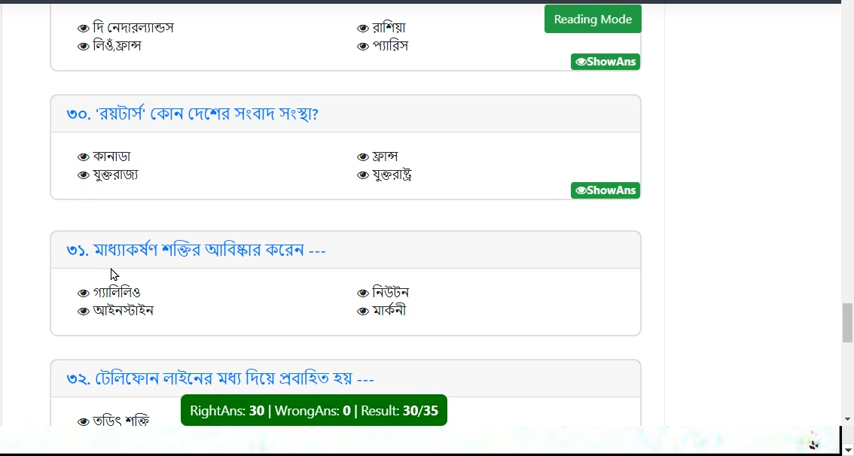 Reading Mode
দি নেদারল্যান্ডস রাশিয়া
লিওঁ,ফ্রান্স প্যারিস
ShowAns
৩০. 'রয়টার্স' কোন দেশের সংবাদ সংস্থা?
কানাডা ফ্রান্স
যুক্তরাজ্য যুক্তরাষ্ট্র
ShowAns
৩১. মাধ্যাকর্ষণ শক্তির আবিষ্কার করেন ---
গ্যালিলিও নিউটন
আইনস্টাইন মার্কনী
৩২. টেলিফোন লাইনের মধ্য দিয়ে প্রবাহিত হয় ---
তড়িৎ শক্তি
RightAns: 30 | WrongAns: 0 | Result: 30/35